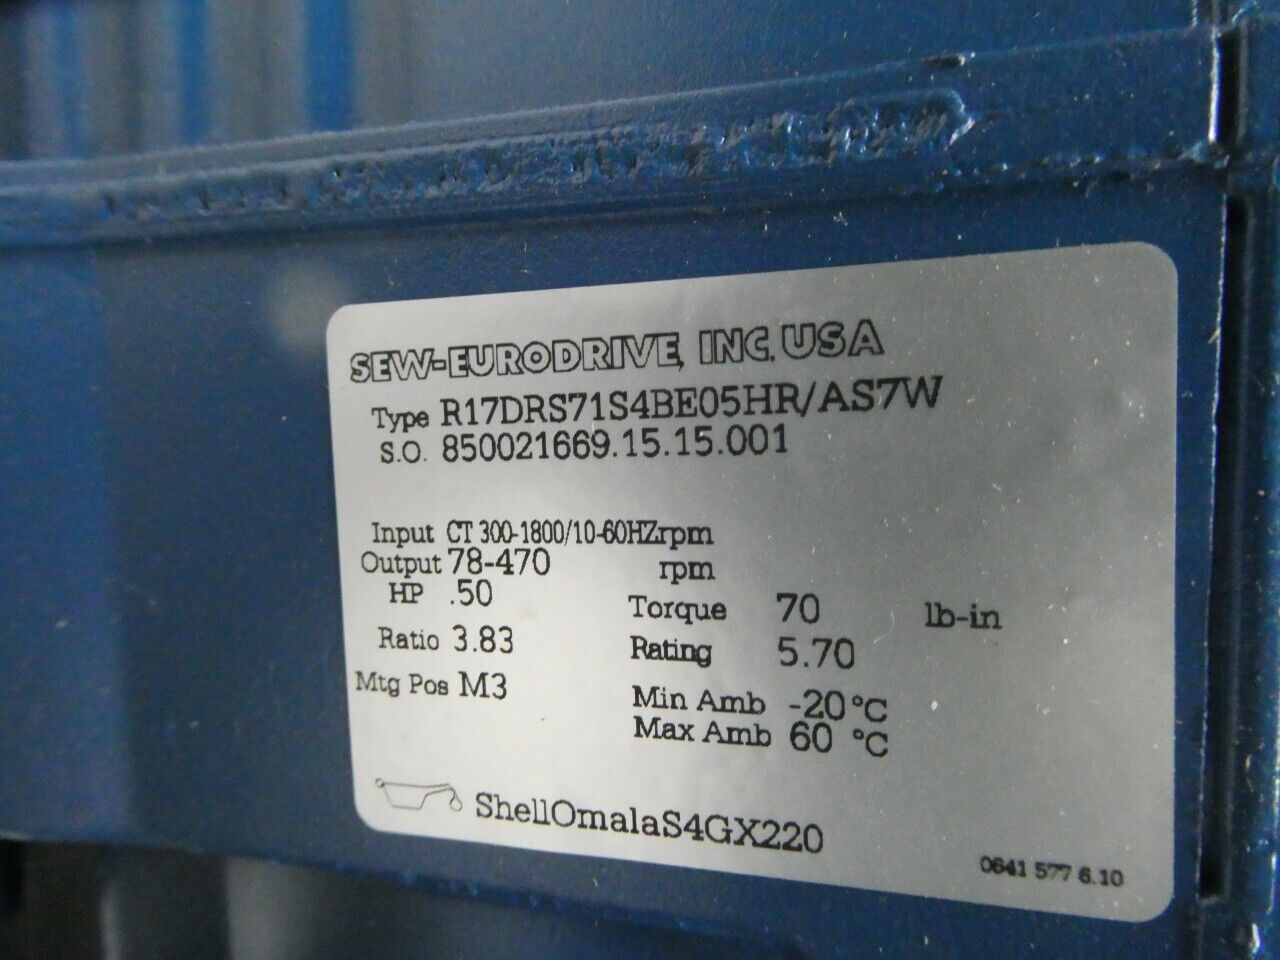 SEW-EURODRIVE, INC. USA
Type R17DRS71S4BE05HR/AS7W
S.O. 850021669.15.15.001
Input CT 300-1800/10-60HZrpm
Output 78-470 rpm
HP .50
Torque 70 lb-in
Ratio 3.83
Rating 5.70
Mtg Pos M3
Min Amb -20 °C
Max Amb 60 °C
ShellOmalaS4GX220
0641 577 6.10